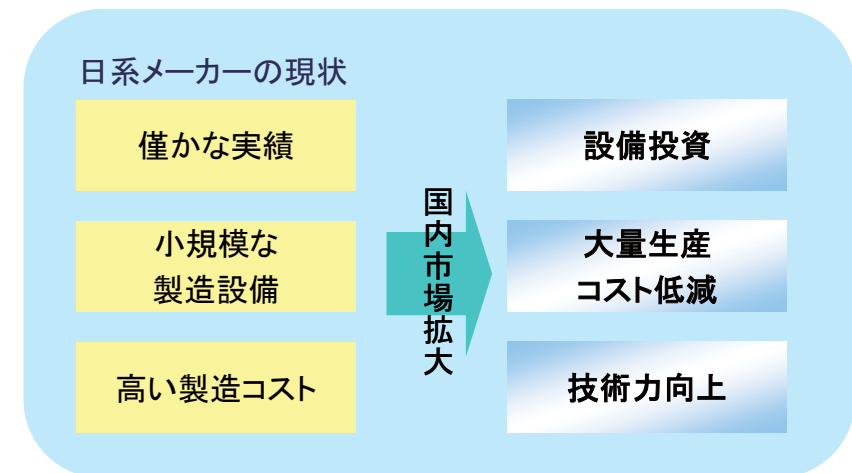 日系メーカーの現状
僅かな実績
小規模な
製造設備
高い製造コスト
国内市場拡大
設備投資
大量生産
コスト低減
技術力向上